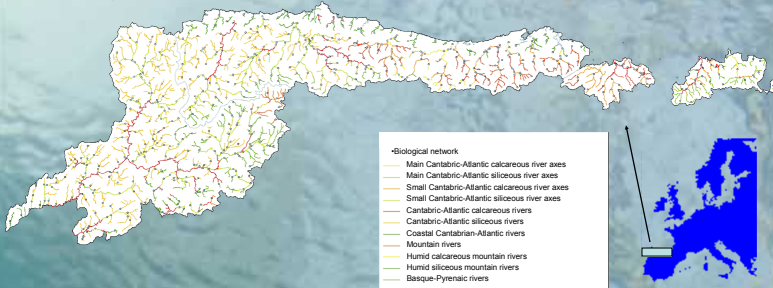 •Biological network
Main Cantabric-Atlantic calcareous river axes
Main Cantabric-Atlantic siliceous river axes
Small Cantabric-Atlantic calcareous river axes
Small Cantabric-Atlantic siliceous river axes
Cantabric-Atlantic calcareous rivers
Cantabric-Atlantic siliceous rivers
Coastal Cantabrian-Atlantic rivers
Mountain rivers
Humid calcareous mountain rivers
Humid siliceous mountain rivers
Basque-Pyrenaic rivers